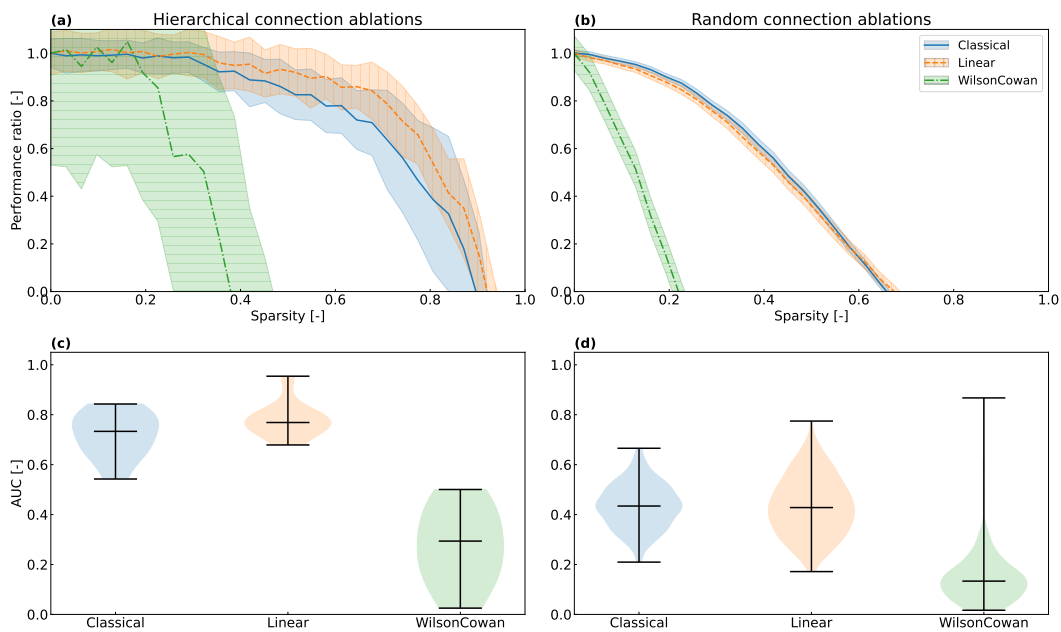 (a)
Hierarchical connection ablations
Performance ratio [-]
1.0
0.8
0.6
0.4
0.2
0.0
0.0 0.2 0.4 0.6 0.8 1.0
Sparsity [-]
(b)
Random connection ablations
Classical
Linear
WilsonCowan
1.0
0.8
0.6
0.4
0.2
0.0
0.0 0.2 0.4 0.6 0.8 1.0
Sparsity [-]
(c)
AUC [-]
1.0
0.8
0.6
0.4
0.2
0.0
Classical Linear WilsonCowan
(d)
1.0
0.8
0.6
0.4
0.2
0.0
Classical Linear WilsonCowan